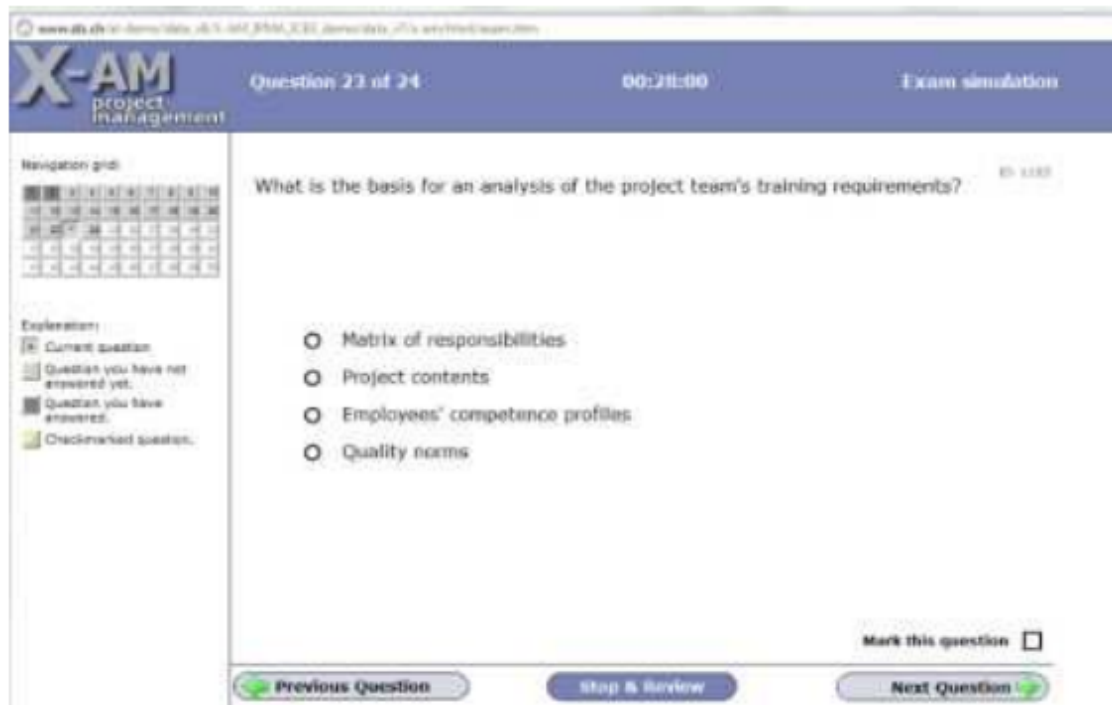 X-AM
project
management
Question 23 of 24
00:28:00
Exam simulation
Navigation grid:
What is the basis for an analysis of the project team's training requirements?
Explanation:
Current question
Question you have not
answered yet.
Question you have
answered.
Checkmarked question.
Matrix of responsibilities
Project contents
Employees' competence profiles
Quality norms
Mark this question
Previous Question
Stop & Review
Next Question